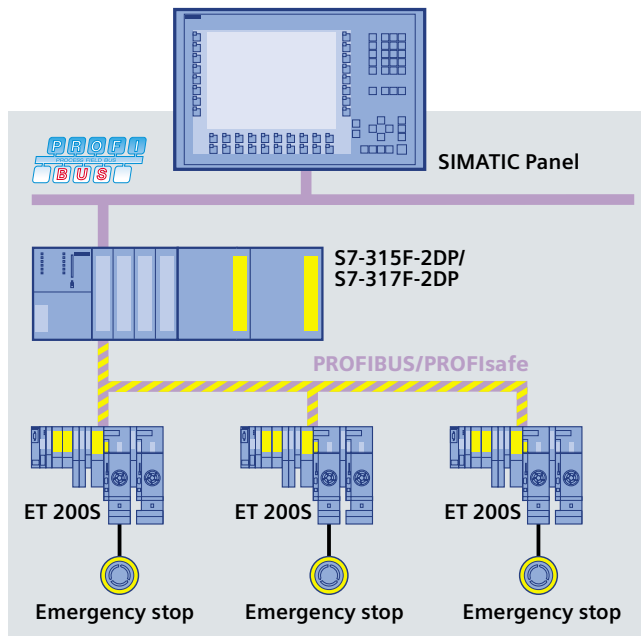 PROFI
PROCESS FIELD BUS
BUS
SIMATIC Panel
S7-315F-2DP/
S7-317F-2DP
PROFIBUS/PROFIsafe
ET 200S
ET 200S
ET 200S
Emergency stop
Emergency stop
Emergency stop